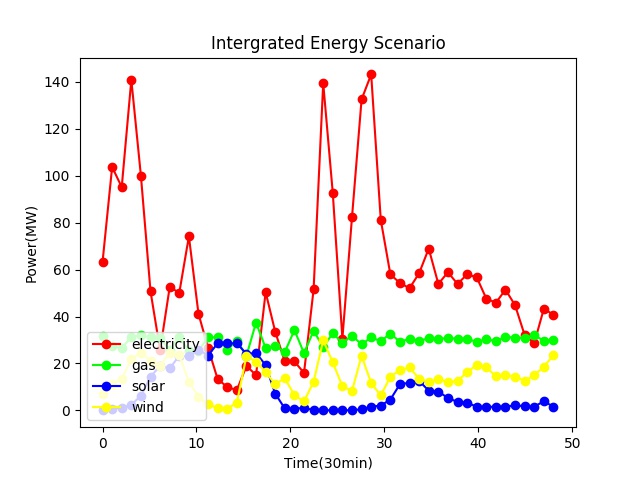 Intergrated Energy Scenario
Power(MW)
140
120
100
80
60
40
20
0
electricity
gas
solar
wind
0 10 20 30 40 50
Time(30min)